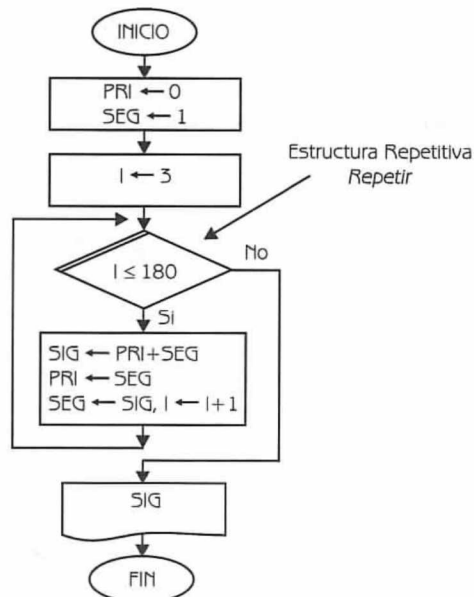 INICIO
PRI ← 0
SEG ← 1
I ← 3
Estructura Repetitiva
Repetir
I ≤ 180
No
Si
SIG ← PRI+SEG
PRI ← SEG
SEG ← SIG, I ← I+1
SIG
FIN